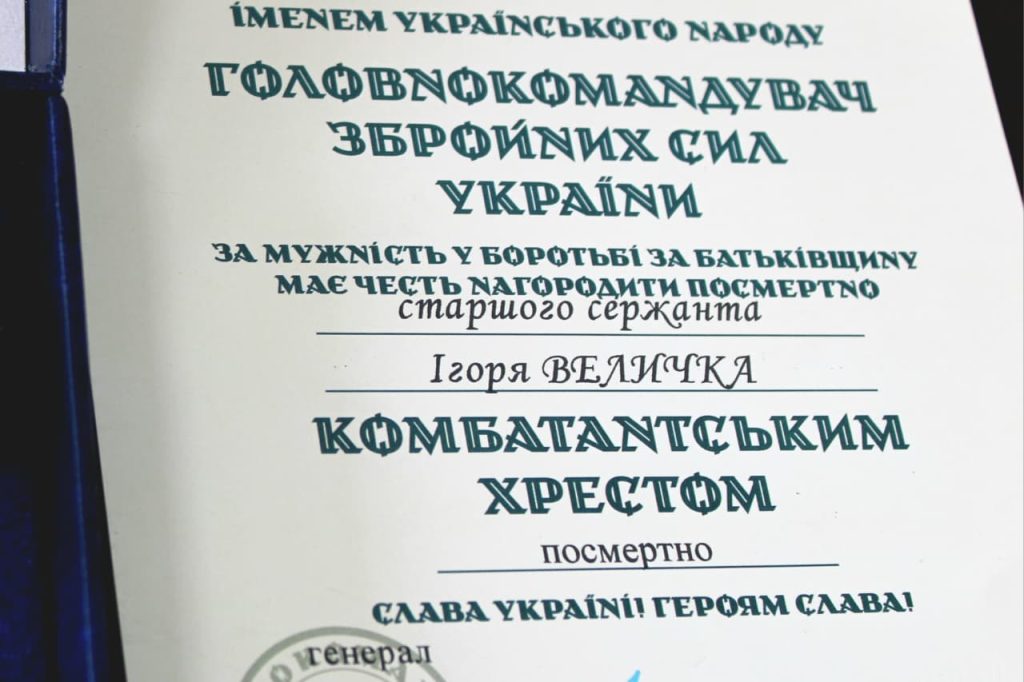 ІМЕНЕМ УКРАЇНСЬКОГО НАРОДУ
ГОЛОВНОКОМАНДУВАЧ
ЗБРОЙНИХ СИЛ
УКРАЇНИ
ЗА МУЖНІСТЬ У БОРОТЬБІ ЗА БАТЬКІВЩИНУ
МАЄ ЧЕСТЬ НАГОРОДИТИ ПОСМЕРТНО
старшого сержанта
Ігоря ВЕЛИЧКА
КОМБАТАНТСЬКИМ
ХРЕСТОМ
посмертно
СЛАВА УКРАЇНІ! ГЕРОЯМ СЛАВА!
генерал